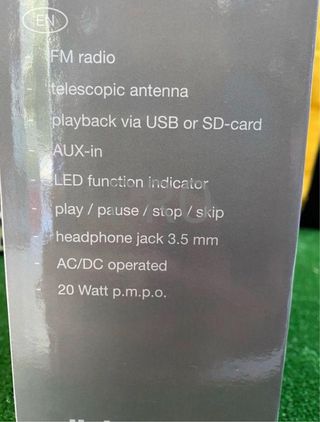 EN
- FM radio
- telescopic antenna
- playback via USB or SD-card
- AUX-in
- LED function indicator
- play / pause / stop / skip
- headphone jack 3.5 mm
- AC/DC operated
- 20 Watt p.m.p.o.